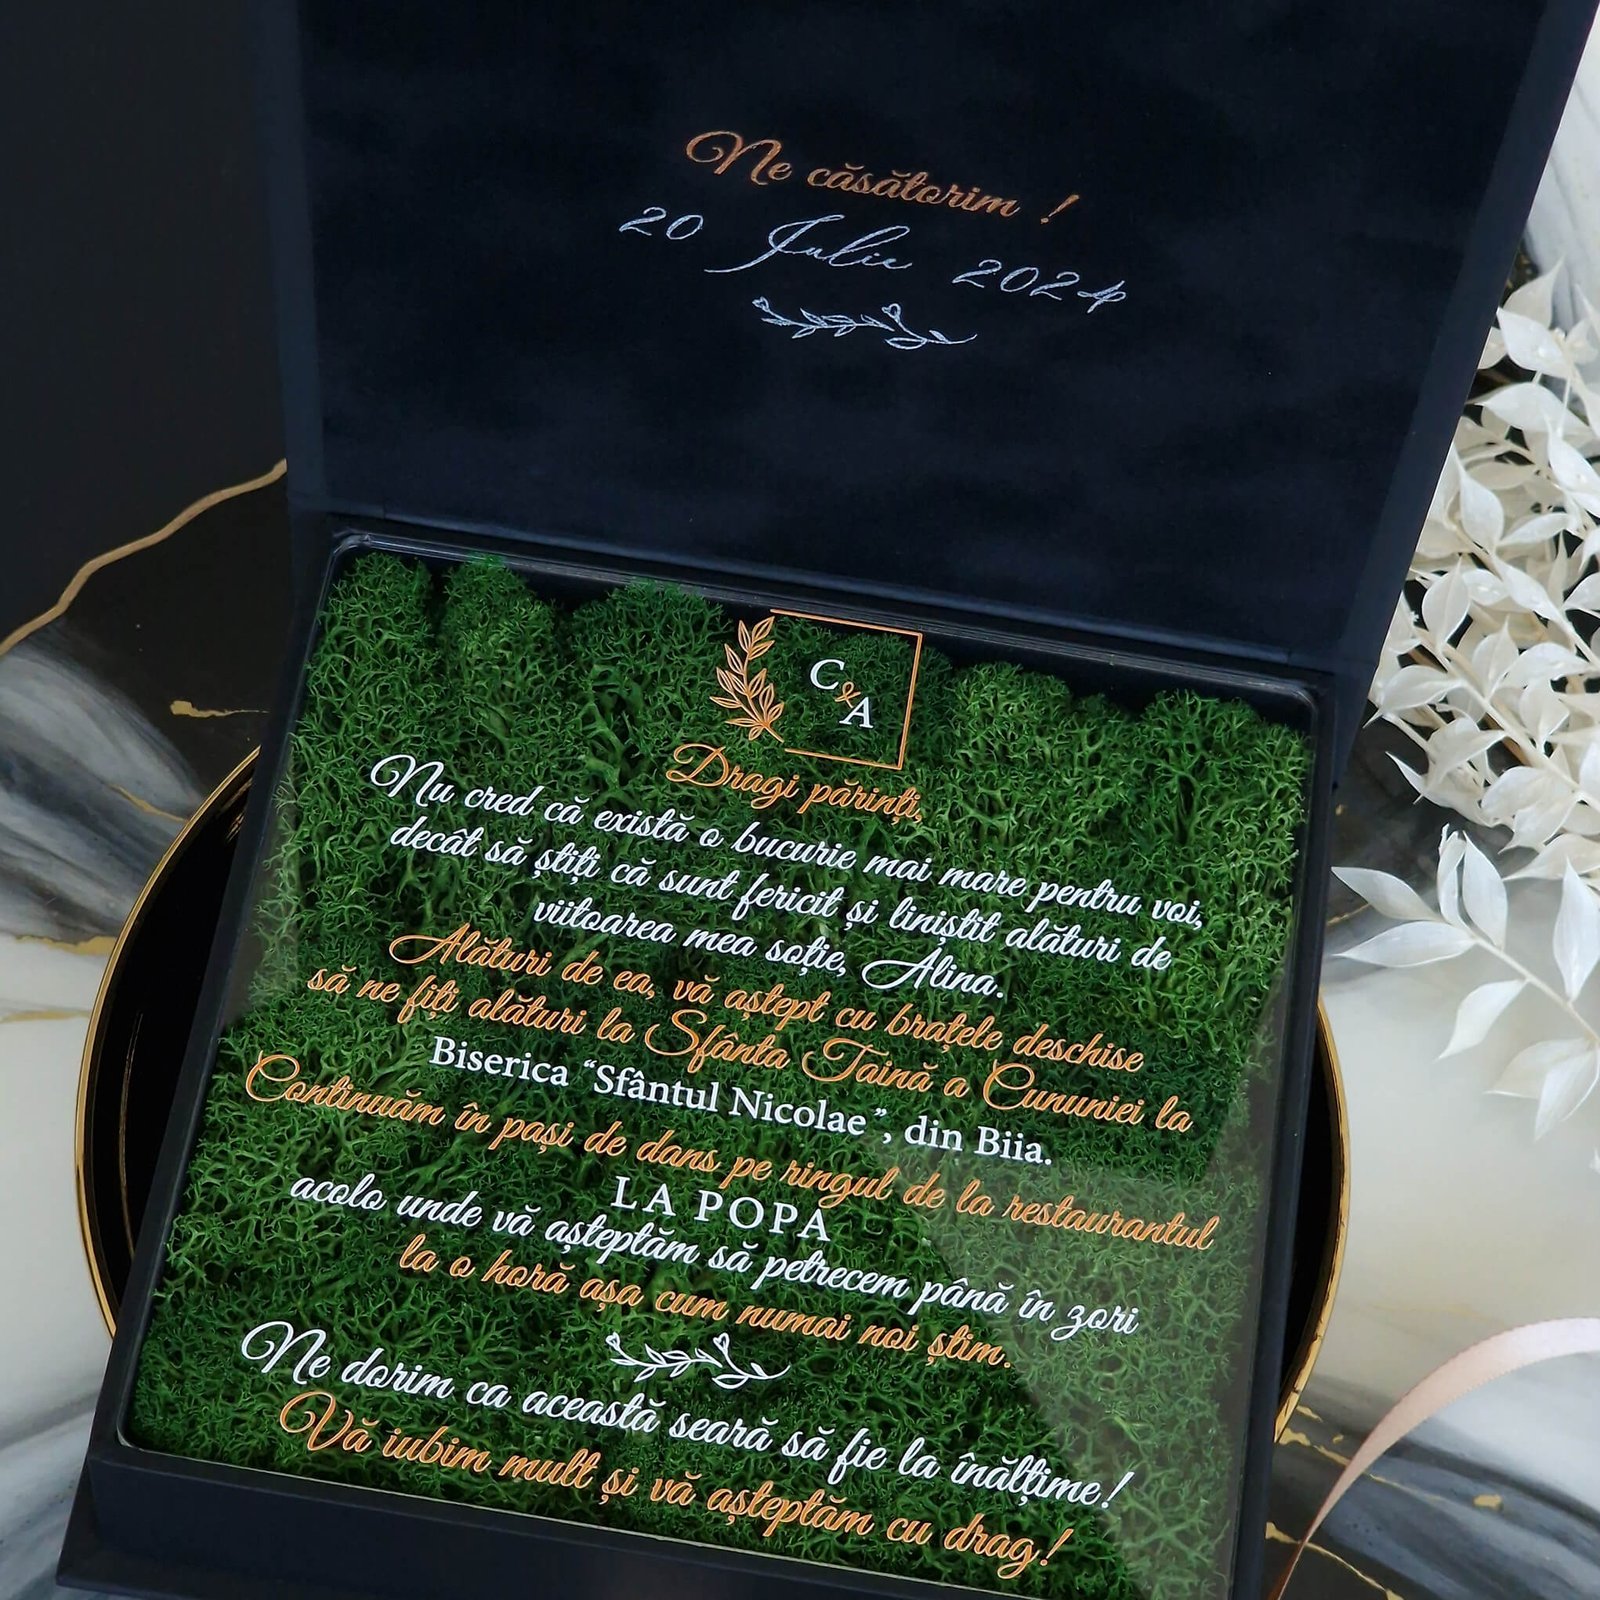 Ne căsătorim !
20 Iulie 2024
C
&
A
Dragi părinți,
Nu cred că există o bucurie mai mare pentru voi,
decât să știți că sunt fericit și liniștit alături de
viitoarea mea soție, Alina.
Alături de ea, vă aștept cu brațele deschise
să ne fiți alături la Sfânta Taină a Cununiei la
Biserica “Sfântul Nicolae”, din Biia.
Continuăm în pași de dans pe ringul de la restaurantul
LA POPA
acolo unde vă așteptăm să petrecem până în zori
la o horă așa cum numai noi știm.
Ne dorim ca această seară să fie la înălțime!
Vă iubim mult și vă așteptăm cu drag!